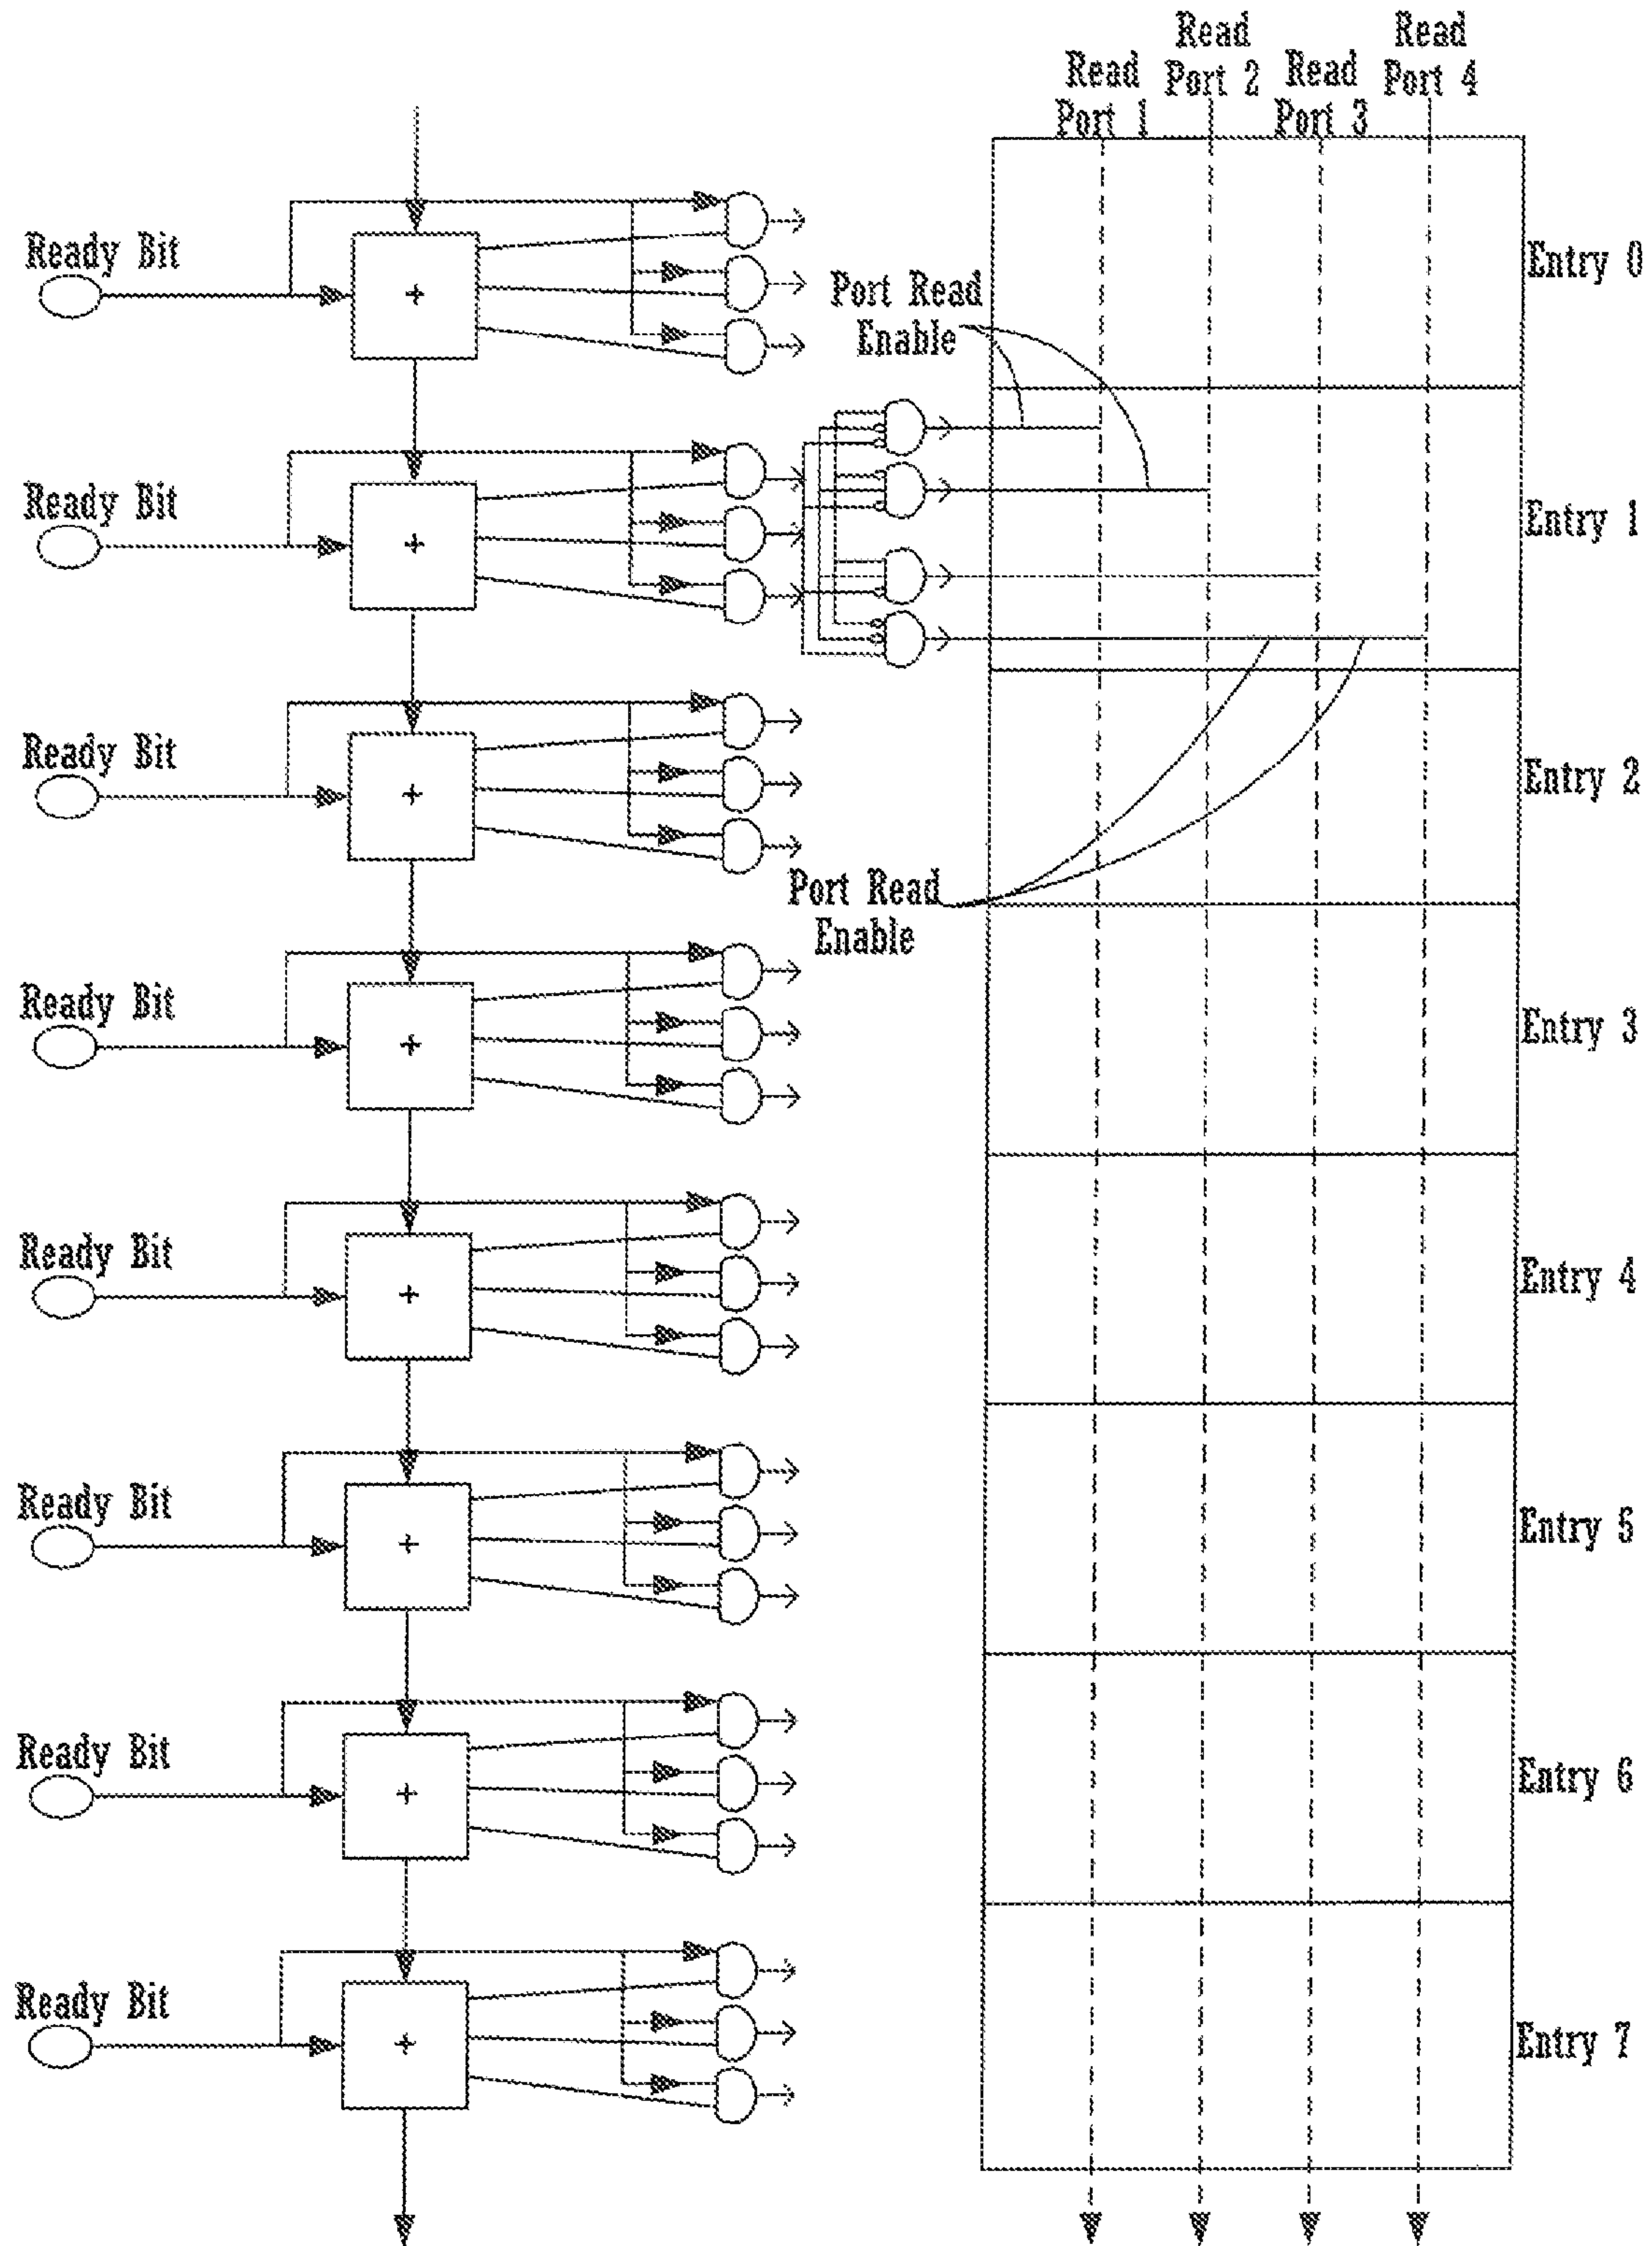 Read
Port 1
Read
Port 2
Read
Port 3
Read
Port 4
Ready Bit
+
Entry 0
Port Read
Enable
Ready Bit
+
Entry 1
Ready Bit
+
Entry 2
Port Read
Enable
Ready Bit
+
Entry 3
Ready Bit
+
Entry 4
Ready Bit
+
Entry 5
Ready Bit
+
Entry 6
Ready Bit
+
Entry 7